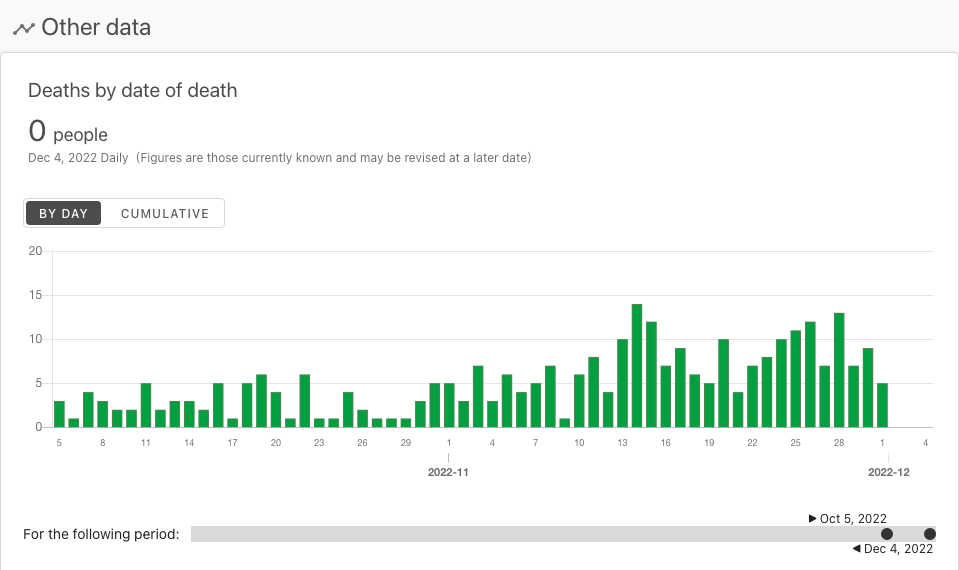 Other data
Deaths by date of death
0 people
Dec 4, 2022 Daily (Figures are those currently known and may be revised at a later date)
BY DAY CUMULATIVE
20
15
10
5
0
5 8 11 14 17 20 23 26 29 1 4 7 10 13 16 19 22 25 28 1 4
2022-11 2022-12
Oct 5, 2022
For the following period:
Dec 4, 2022